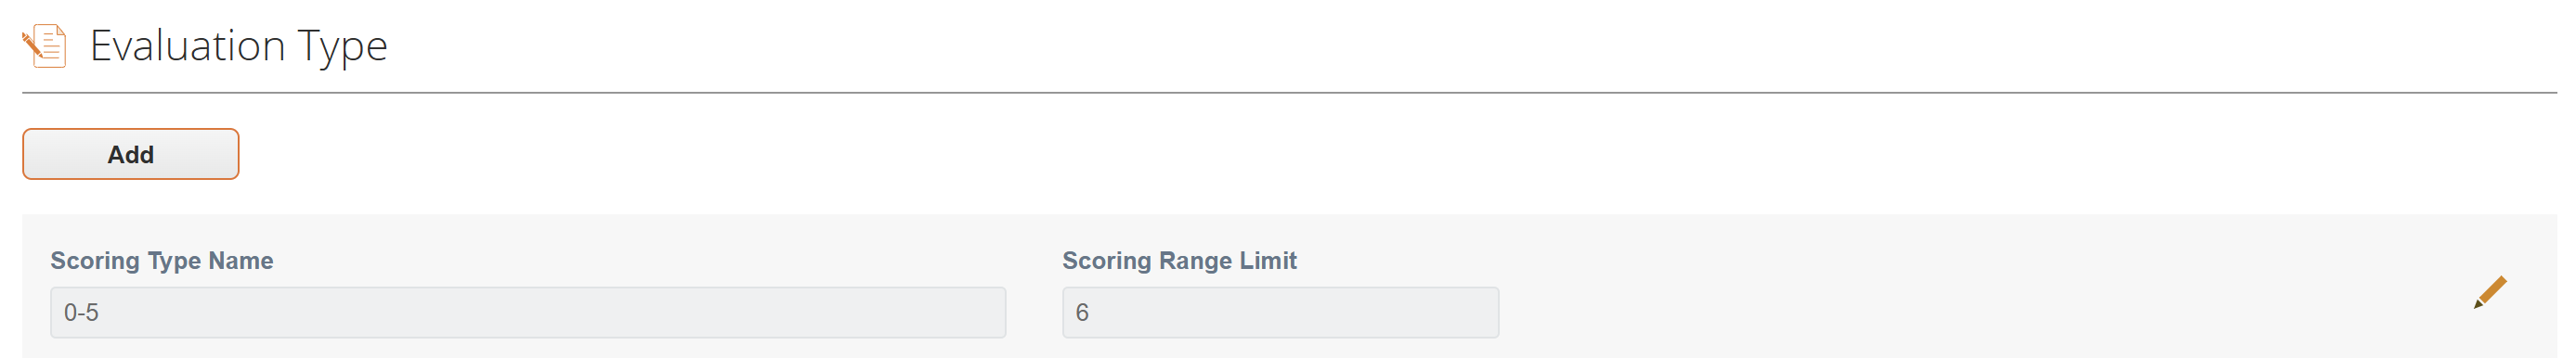 Evaluation Type
Add
Scoring Type Name
Scoring Range Limit
0-5
6